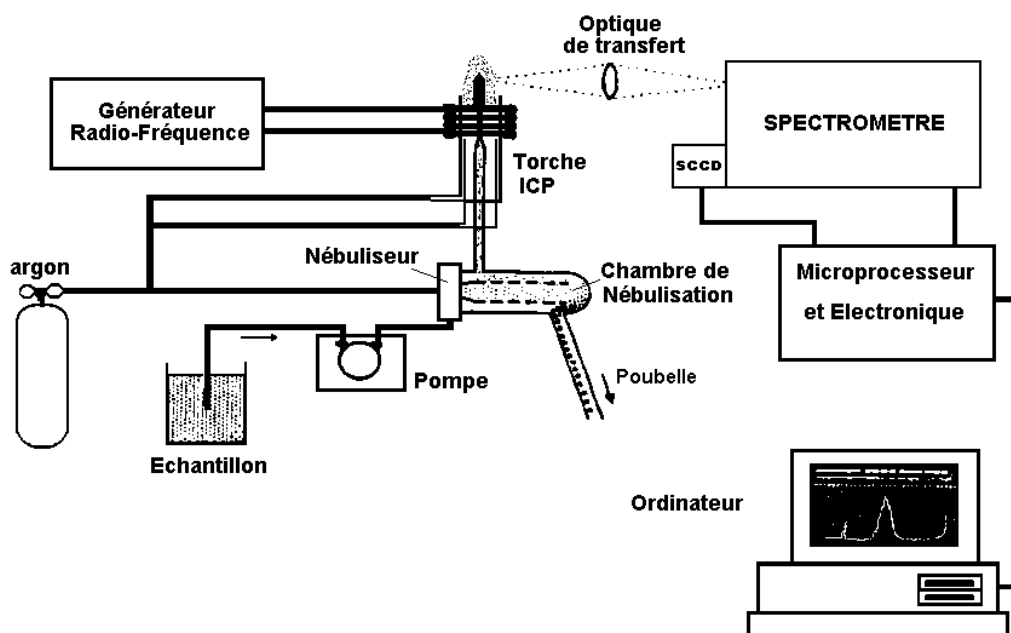 Optique
de transfert
Générateur
Radio-Fréquence
SPECTROMETRE
SCCD
Torche
ICP
Nébuliseur
argon
Chambre de
Nébulisation
Microprocesseur
et Electronique
Pompe
Poubelle
Echantillon
Ordinateur